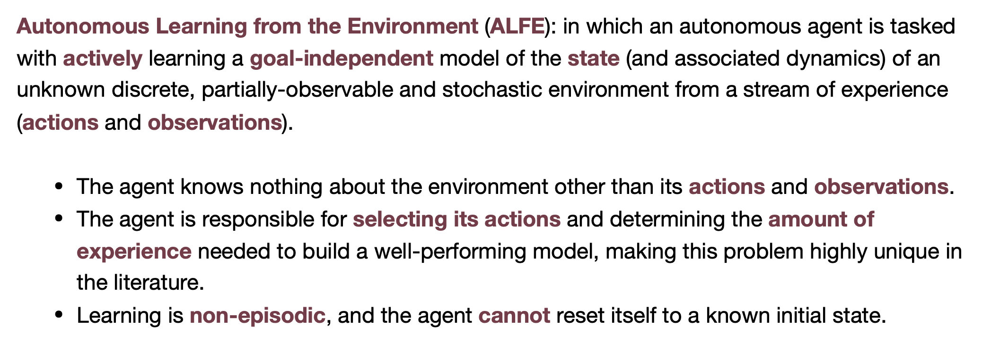 Autonomous Learning from the Environment (ALFE): in which an autonomous agent is tasked
with actively learning a goal-independent model of the state (and associated dynamics) of an
unknown discrete, partially-observable and stochastic environment from a stream of experience
(actions and observations).
• The agent knows nothing about the environment other than its actions and observations.
• The agent is responsible for selecting its actions and determining the amount of
experience needed to build a well-performing model, making this problem highly unique in
the literature.
• Learning is non-episodic, and the agent cannot reset itself to a known initial state.